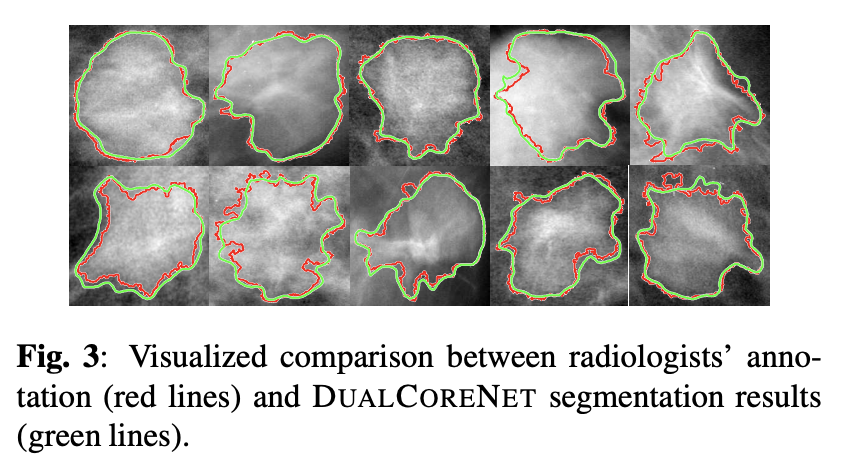 Fig. 3: Visualized comparison between radiologists’ anno-
tation (red lines) and DUALCORENET segmentation results
(green lines).